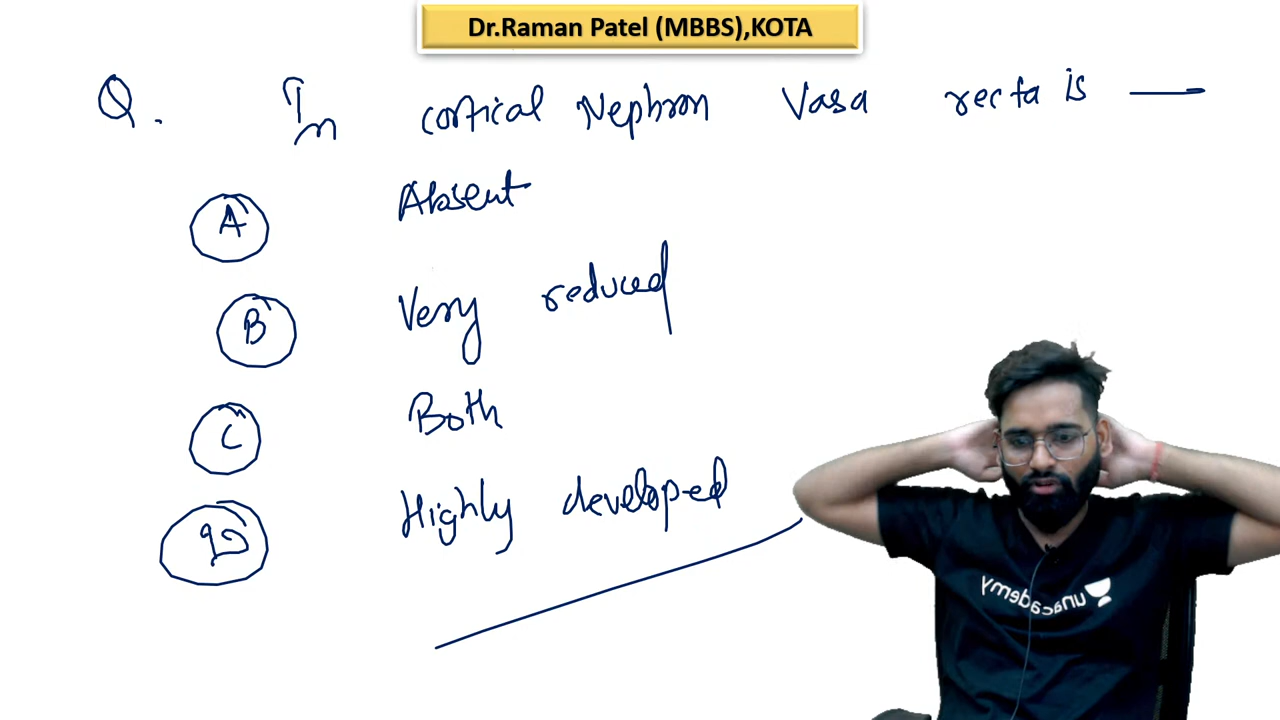 Dr.Raman Patel (MBBS),KOTA
Q. In cortical Nephron Vasa recta is —
A Absent
B Very reduced
C Both
D Highly developed
unacademy